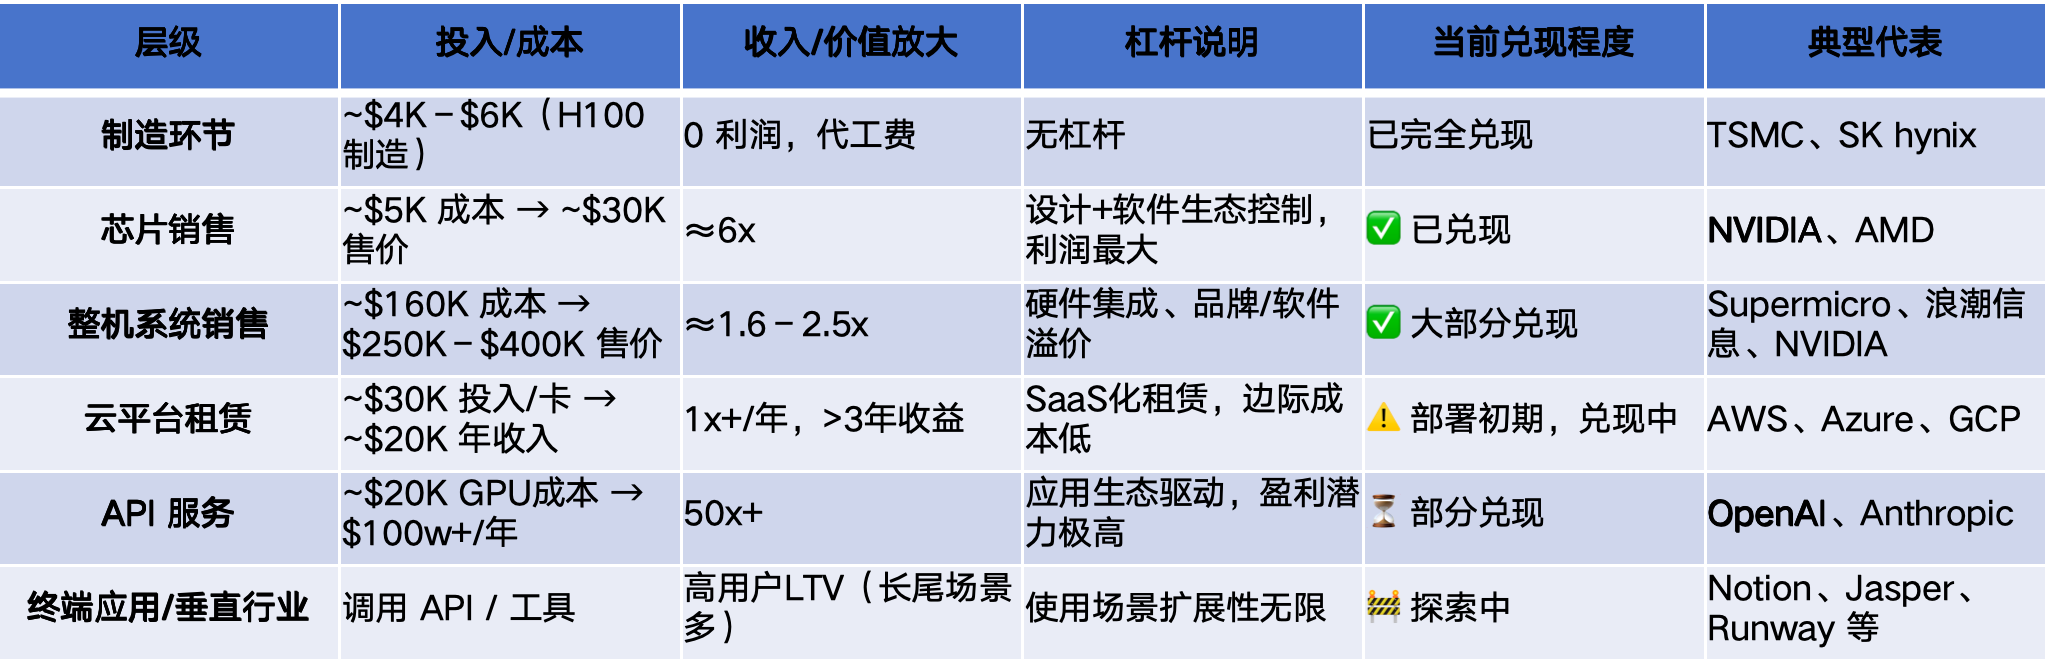 层级
投入/成本
收入/价值放大
杠杆说明
当前兑现程度
典型代表
制造环节
~$4K – $6K（H100
制造）
0 利润，代工费
无杠杆
已完全兑现
TSMC、SK hynix
芯片销售
~$5K 成本 → ~$30K
售价
≈6x
设计+软件生态控制，
利润最大
✅ 已兑现
NVIDIA、AMD
整机系统销售
~$160K 成本 →
$250K – $400K 售价
≈1.6 – 2.5x
硬件集成、品牌/软件
溢价
✅ 大部分兑现
Supermicro、浪潮信
息、NVIDIA
云平台租赁
~$30K 投入/卡 →
~$20K 年收入
1x+/年，>3年收益
SaaS化租赁，边际成
本低
⚠️ 部署初期，兑现中
AWS、Azure、GCP
API 服务
~$20K GPU成本 →
$100w+/年
50x+
应用生态驱动，盈利潜
力极高
⏳ 部分兑现
OpenAI、Anthropic
终端应用/垂直行业
调用 API / 工具
高用户LTV（长尾场景
多）
使用场景扩展性无限
🚧 探索中
Notion、Jasper、
Runway 等